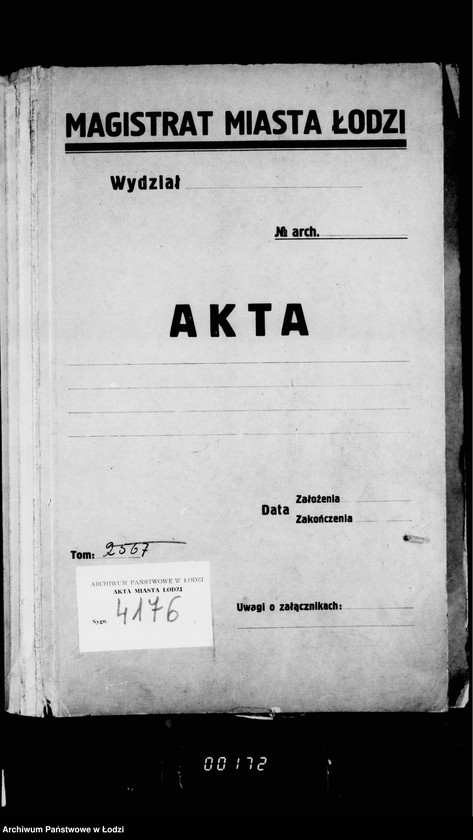 MAGISTRAT MIASTA ŁODZI
Wydział
№ arch.
AKTA
Data
Założenia
Zakończenia
Tom: 2567
ARCHIWUM PAŃSTWOWE W ŁODZI
AKTA MIASTA ŁODZI
Sygn. 4176
Uwagi o załącznikach:
00172
Archiwum Państwowe w Łodzi